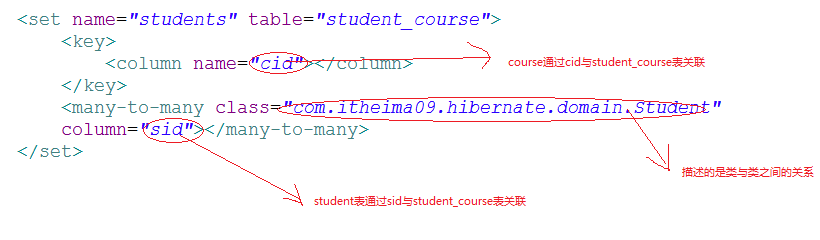 <set name="students" table="student_course">
<key>
<column name="cid"></column>
course通过cid与student_course表关联
</key>
<many-to-many class="com.itheima09.hibernate.domain.Student"
column="sid"></many-to-many>
描述的是类与类之间的关系
</set>
student表通过sid与student_course表关联